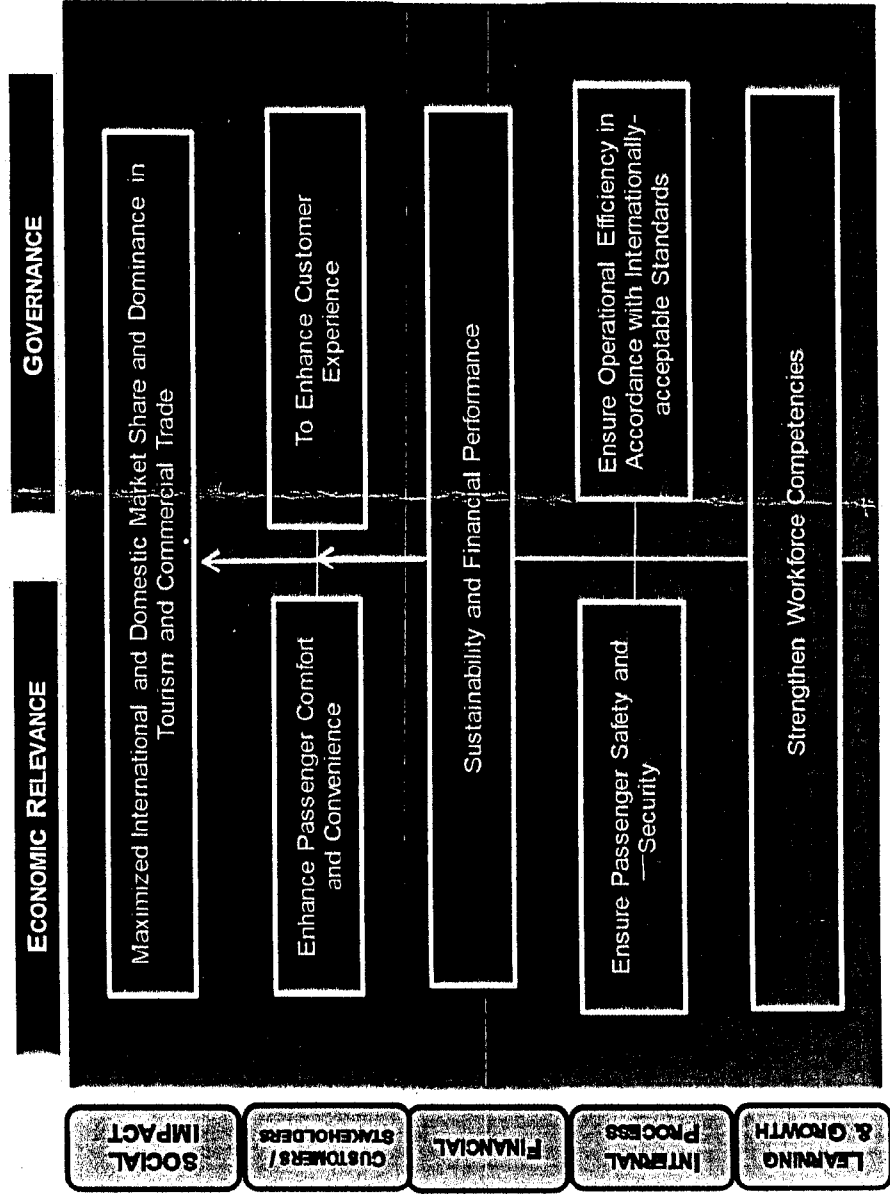 ECONOMIC RELEVANCE
GOVERNANCE
SOCIAL
IMPACT
Maximized International and Domestic Market Share and Dominance in
Tourism and Commercial Trade
CUSTOMERS /
STAKEHOLDERS
Enhance Passenger Comfort
and Convenience
To Enhance Customer
Experience
FINANCIAL
Sustainability and Financial Performance
INTERNAL
PROCESS
Ensure Passenger Safety and
Security
Ensure Operational Efficiency in
Accordance with Internationally-
acceptable Standards
LEARNING
& GROWTH
Strengthen Workforce Competencies